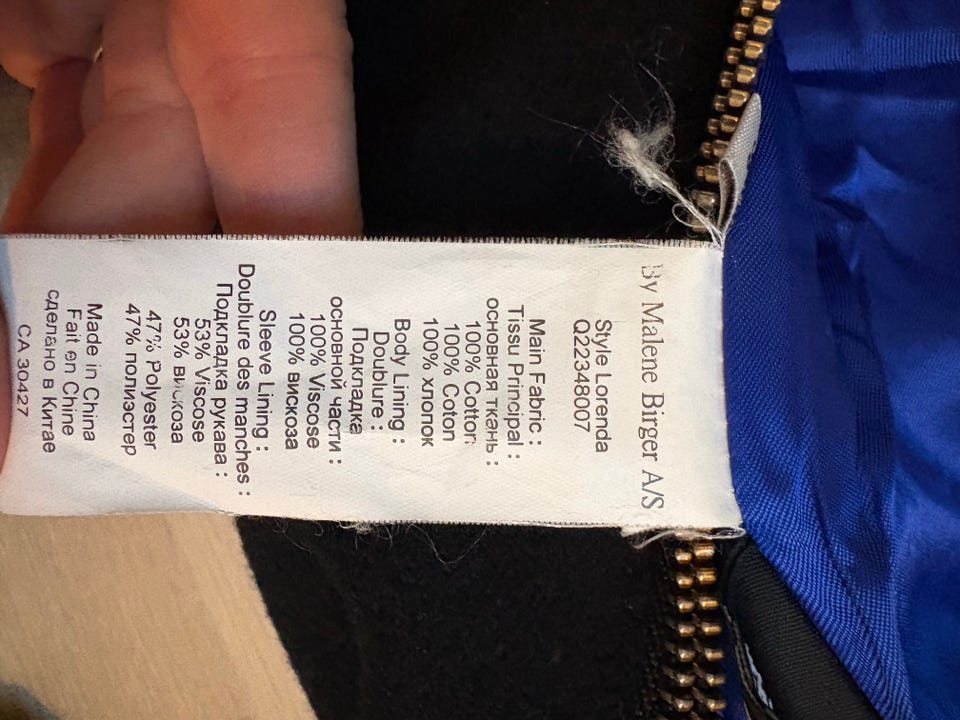 By Malene Birger A/S
Style Lorenda
Q22348007
Main Fabric :
Tissu Principal :
основная ткань :
100% Cotton
100% Coton
100% хлопок
Body Lining :
Doublure :
Подкладка
основной части :
100% Viscose
100% вискоза
Sleeve Lining :
Doublure des manches :
Подкладка рукава :
53% Viscose
53% вискоза
47% Polyester
47% полиэстер
Made in China
Fait en Chine
сделано в Китае
CA 30427